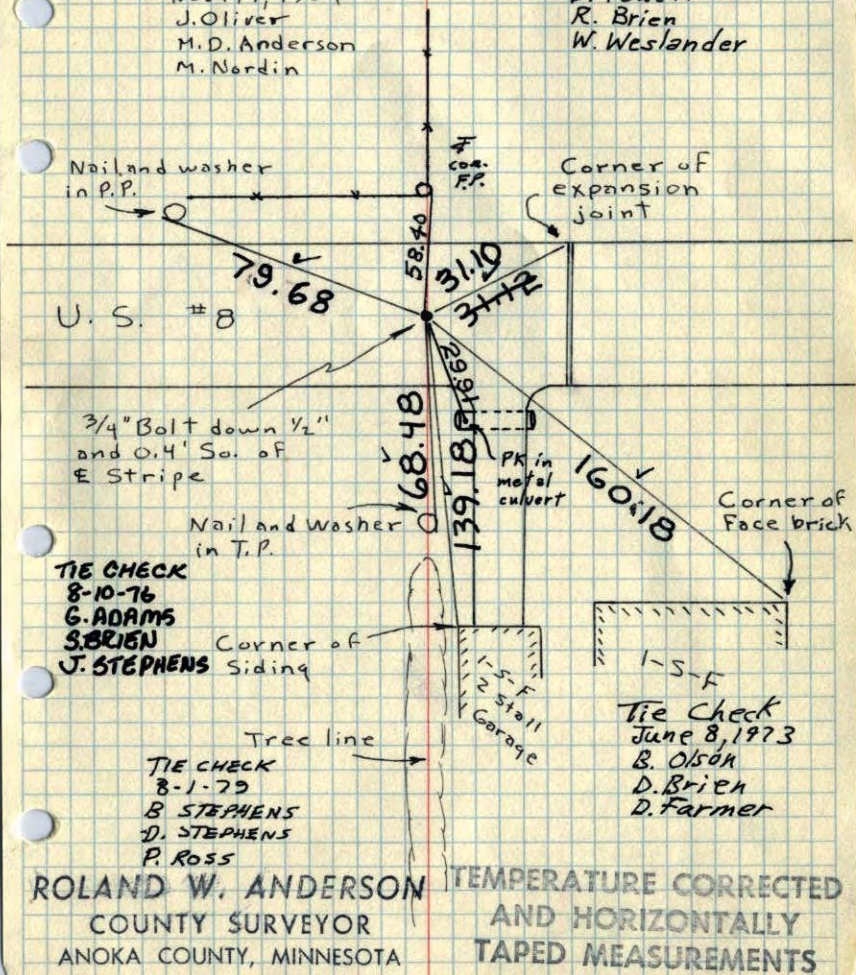 J. Oliver
M. D. Anderson
M. Nordin
R. Brien
W. Weslander
Nail and washer
in P.P.
cor.
F.P.
Corner of
expansion
joint
58.40
79.68
31.10
31.12
U. S. #8
3/4" Bolt down 1/2"
and 0.4' So. of
℄ Stripe
68.48
139.18
PK in
metal
culvert
160.18
Corner of
Face brick
Nail and Washer
in T.P.
TIE CHECK
8-10-76
G. ADAMS
S. BRIEN
J. STEPHENS
Corner of
Siding
1-S-F
2 Stall
Garage
1-S-F
Tie Check
June 8, 1973
B. Olson
D. Brien
D. Farmer
Tree line
TIE CHECK
8-1-79
B STEPHENS
D. STEPHENS
P. ROSS
ROLAND W. ANDERSON
COUNTY SURVEYOR
ANOKA COUNTY, MINNESOTA
TEMPERATURE CORRECTED
AND HORIZONTALLY
TAPED MEASUREMENTS